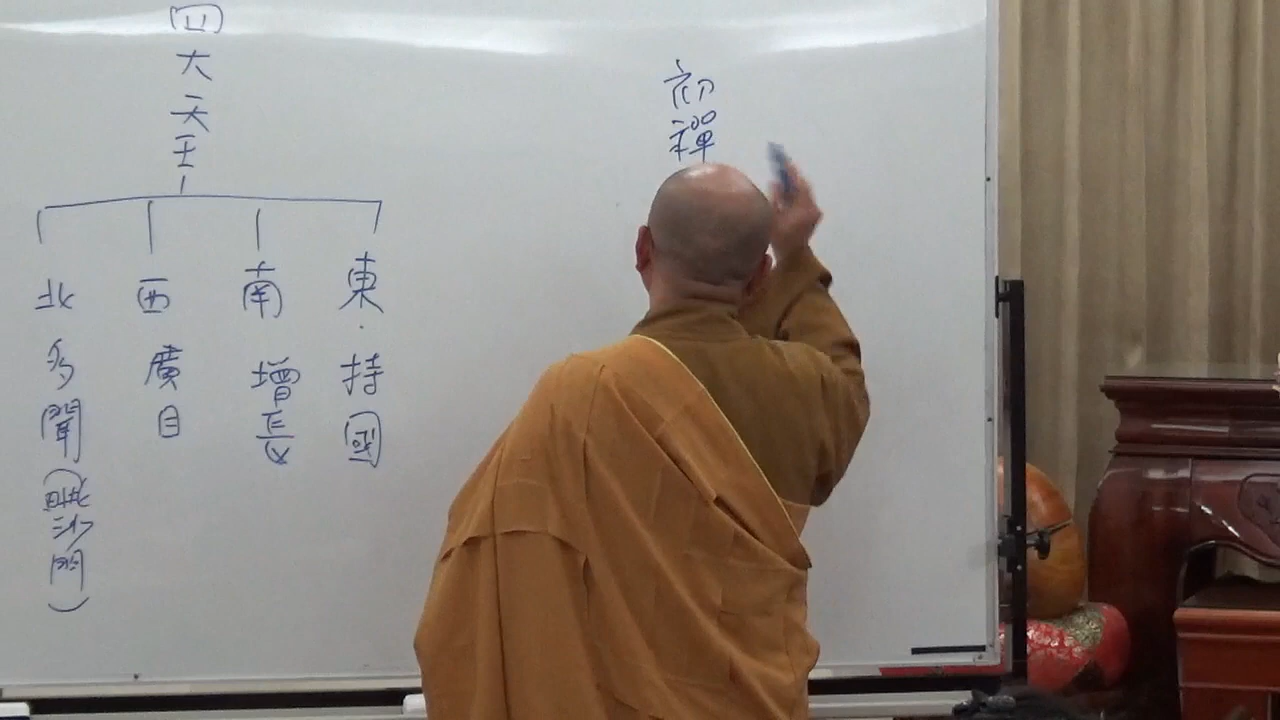 四大天王
東·持國
南 增長
西 廣目
北 多聞(毘沙門)
初禪